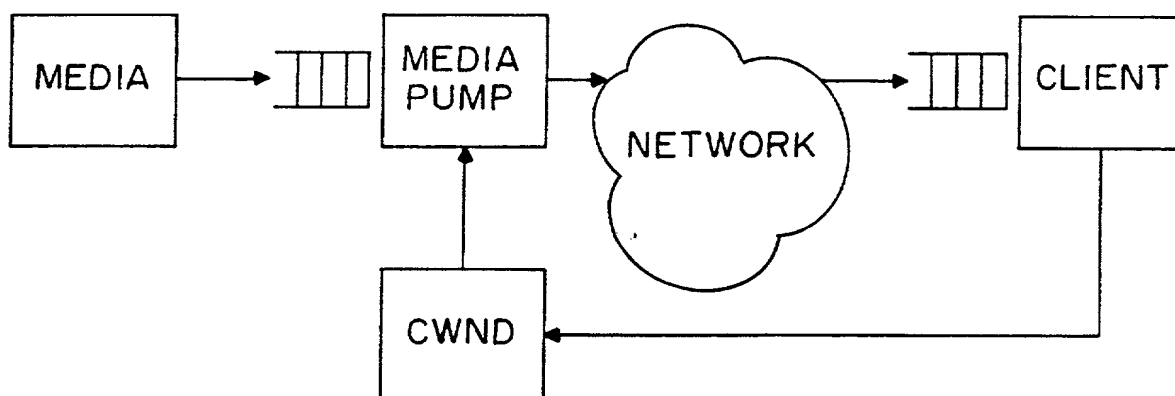 MEDIA
MEDIA
PUMP
NETWORK
CLIENT
CWND